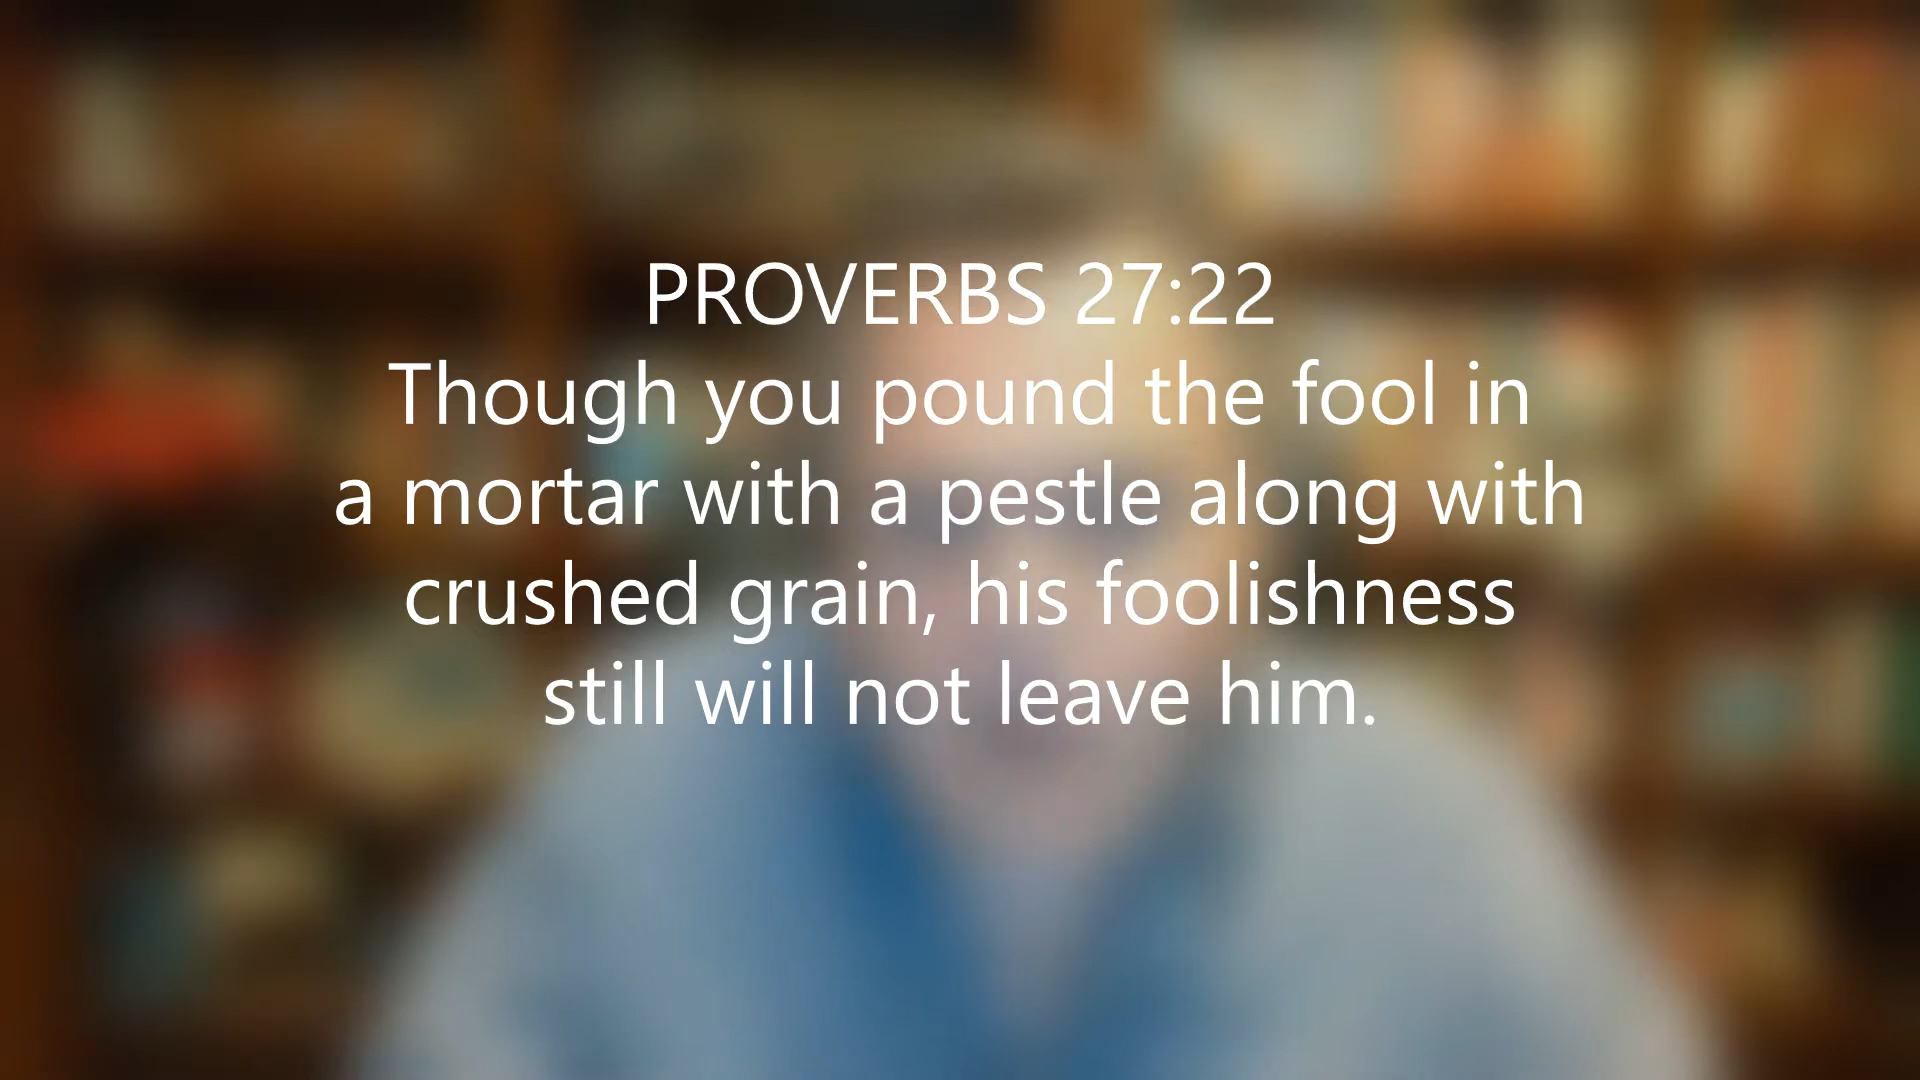 PROVERBS 27:22
Though you pound the fool in
a mortar with a pestle along with
crushed grain, his foolishness
still will not leave him.